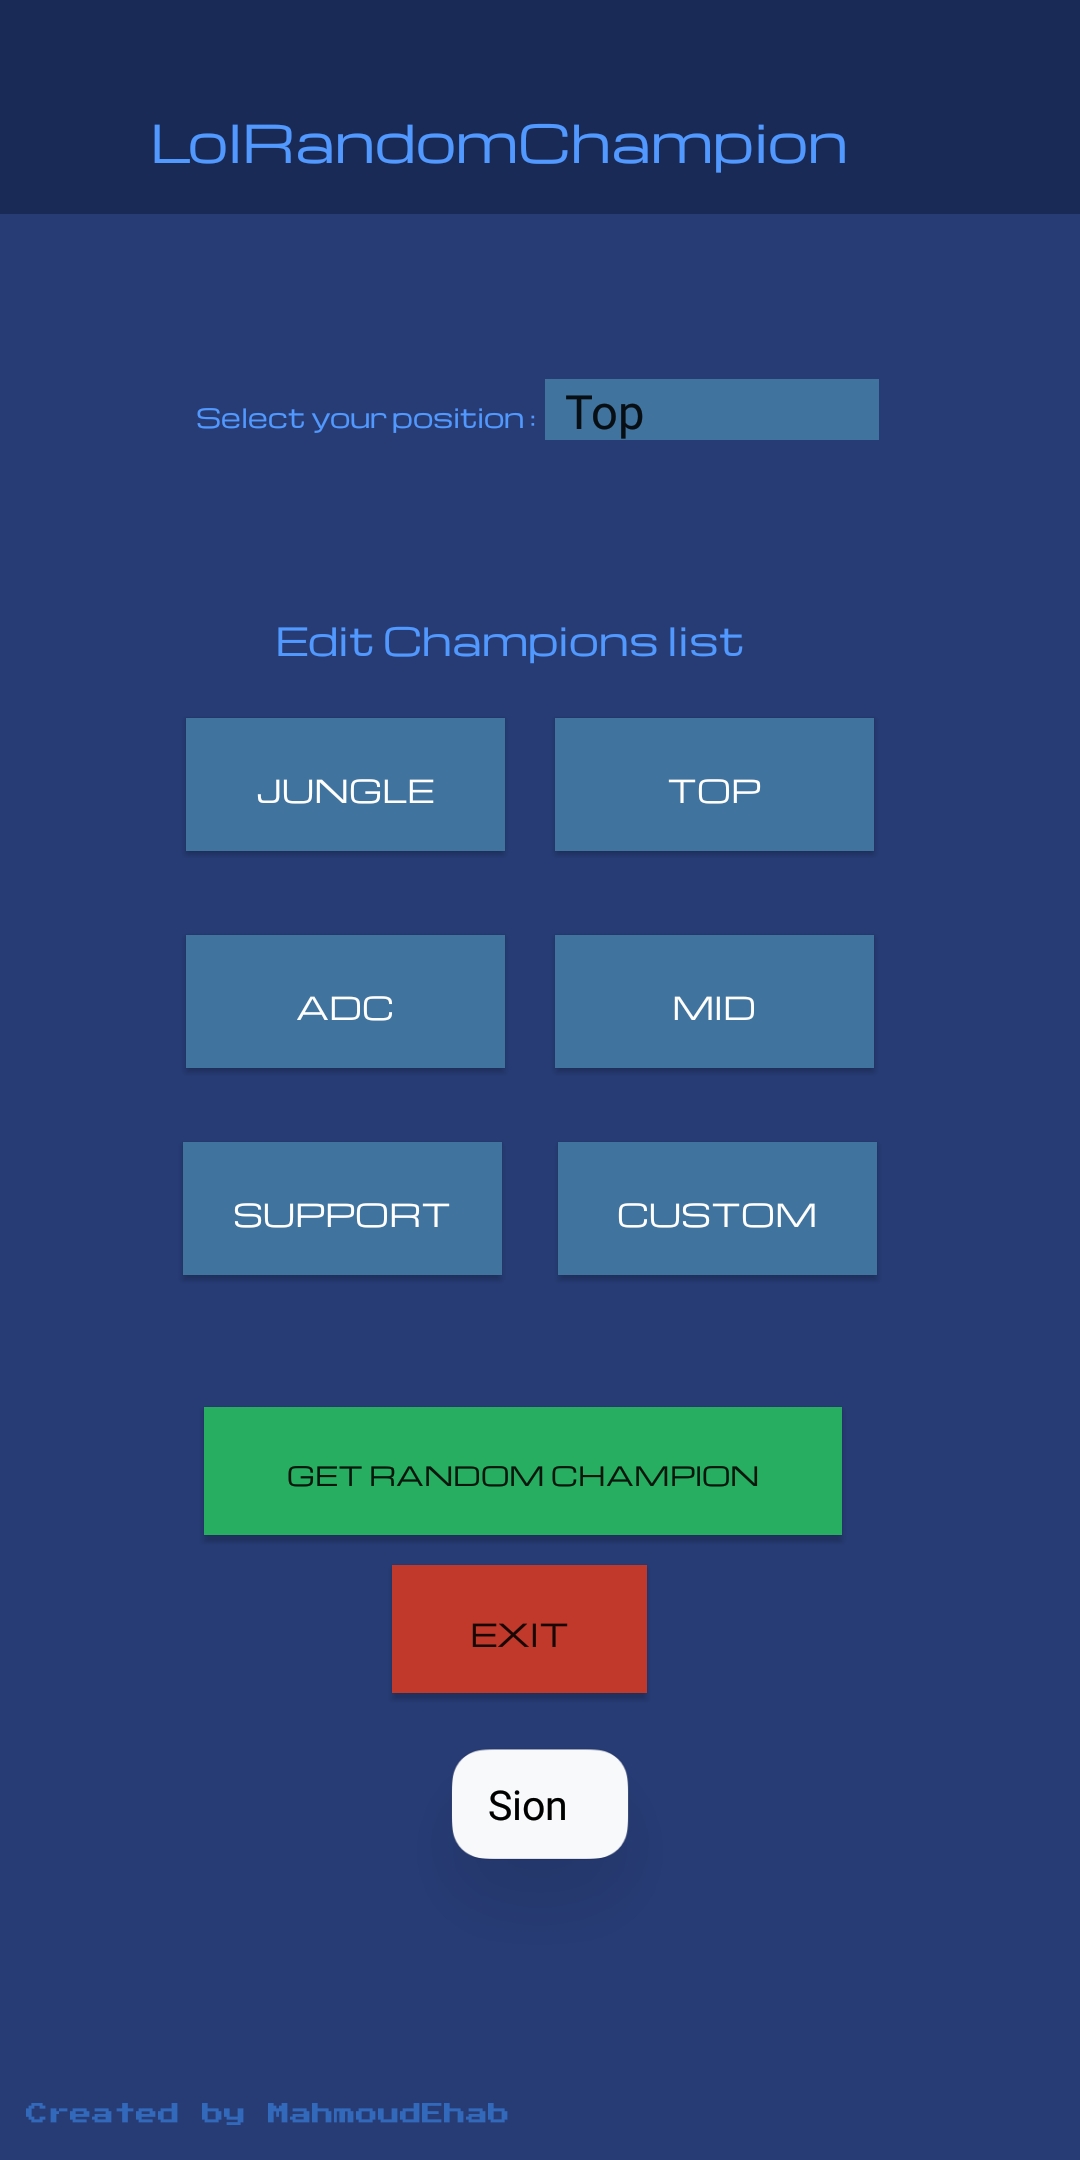 LolRandomChampion
Select your position : Top
Edit Champions list
JUNGLE TOP
ADC MID
SUPPORT CUSTOM
GET RANDOM CHAMPION
EXIT
Sion
Created by MahmoudEhab